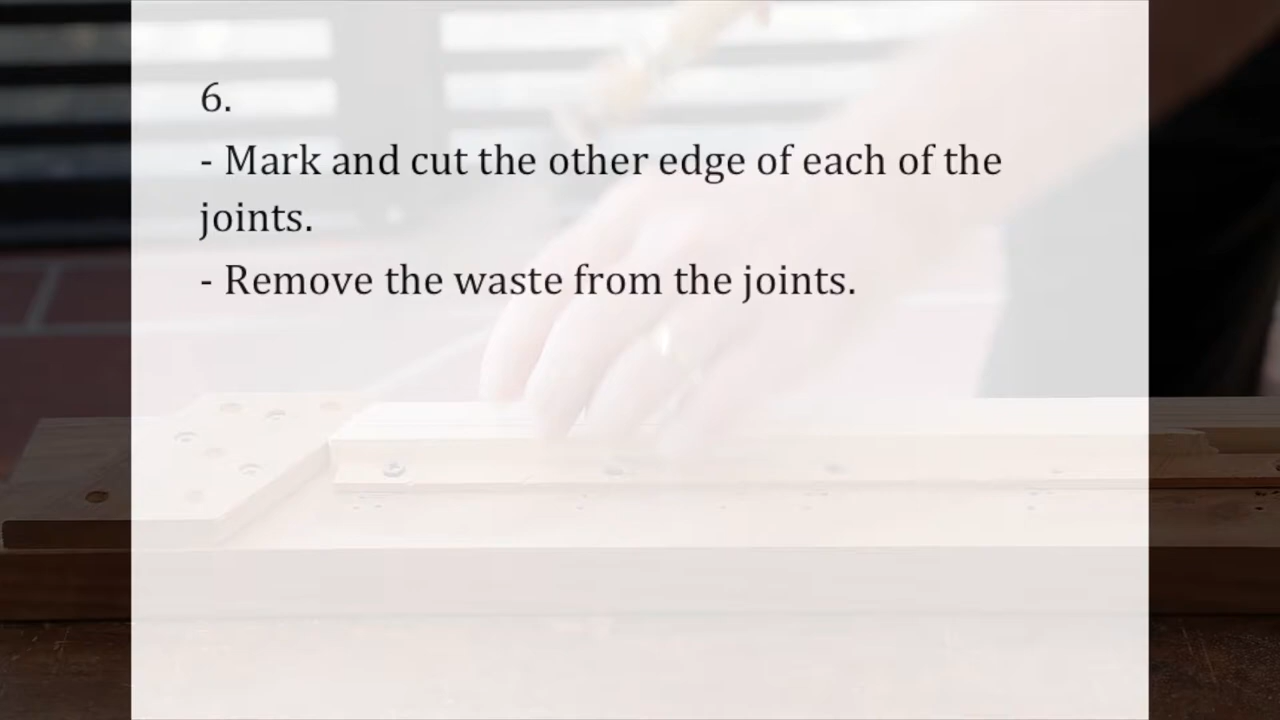 6.
- Mark and cut the other edge of each of the
joints.
- Remove the waste from the joints.